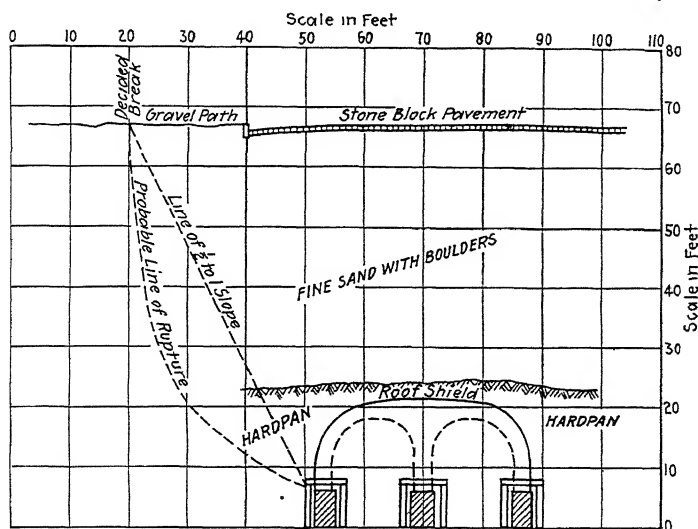 Scale in Feet
0 10 20 30 40 50 60 70 80 90 100 110
80
Decided
Break
Gravel Path
Stone Block Pavement
70
60
Probable Line of Rupture
Line of ½ to 1 Slope
50
FINE SAND WITH BOULDERS
40
Scale in Feet
30
Roof Shield
20
HARDPAN
HARDPAN
10
0